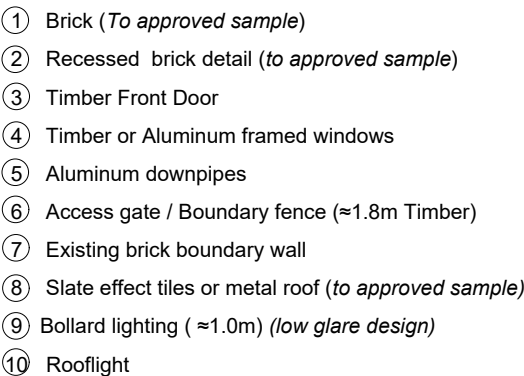 1 Brick (To approved sample)
2 Recessed brick detail (to approved sample)
3 Timber Front Door
4 Timber or Aluminum framed windows
5 Aluminum downpipes
6 Access gate / Boundary fence (≈1.8m Timber)
7 Existing brick boundary wall
8 Slate effect tiles or metal roof (to approved sample)
9 Bollard lighting ( ≈1.0m) (low glare design)
10 Rooflight